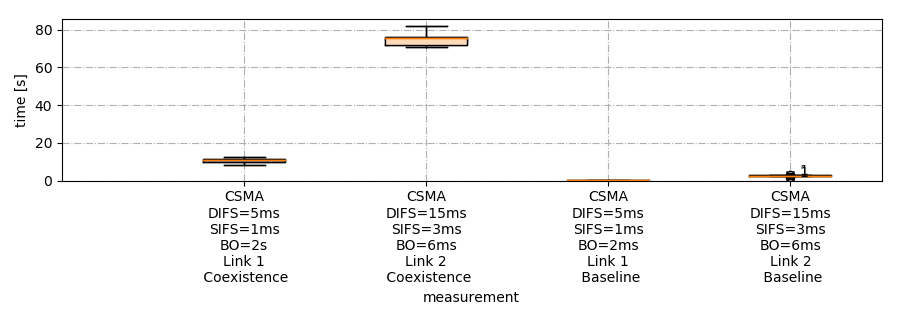 time [s]
80
60
40
20
0
1
CSMA
DIFS=5ms
SIFS=1ms
BO=2s
Link 1
Coexistence
CSMA
DIFS=15ms
SIFS=3ms
BO=6ms
Link 2
Coexistence
CSMA
DIFS=5ms
SIFS=1ms
BO=2ms
Link 1
Baseline
CSMA
DIFS=15ms
SIFS=3ms
BO=6ms
Link 2
Baseline
measurement